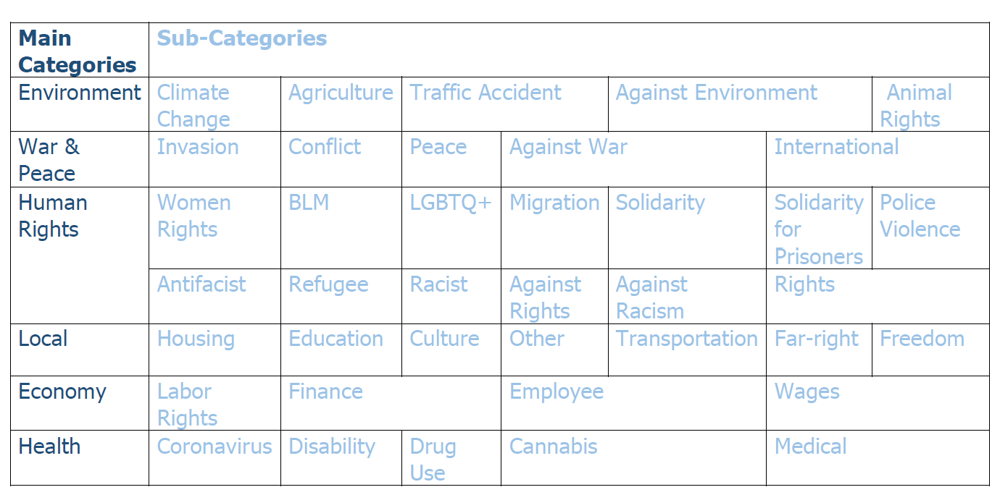 Main Categories Sub-Categories
Environment Climate Change Agriculture Traffic Accident Against Environment Animal Rights
War & Peace Invasion Conflict Peace Against War International
Human Rights Women Rights BLM LGBTQ+ Migration Solidarity Solidarity for Prisoners Police Violence
Antifacist Refugee Racist Against Rights Against Racism Rights
Local Housing Education Culture Other Transportation Far-right Freedom
Economy Labor Rights Finance Employee Wages
Health Coronavirus Disability Drug Use Cannabis Medical